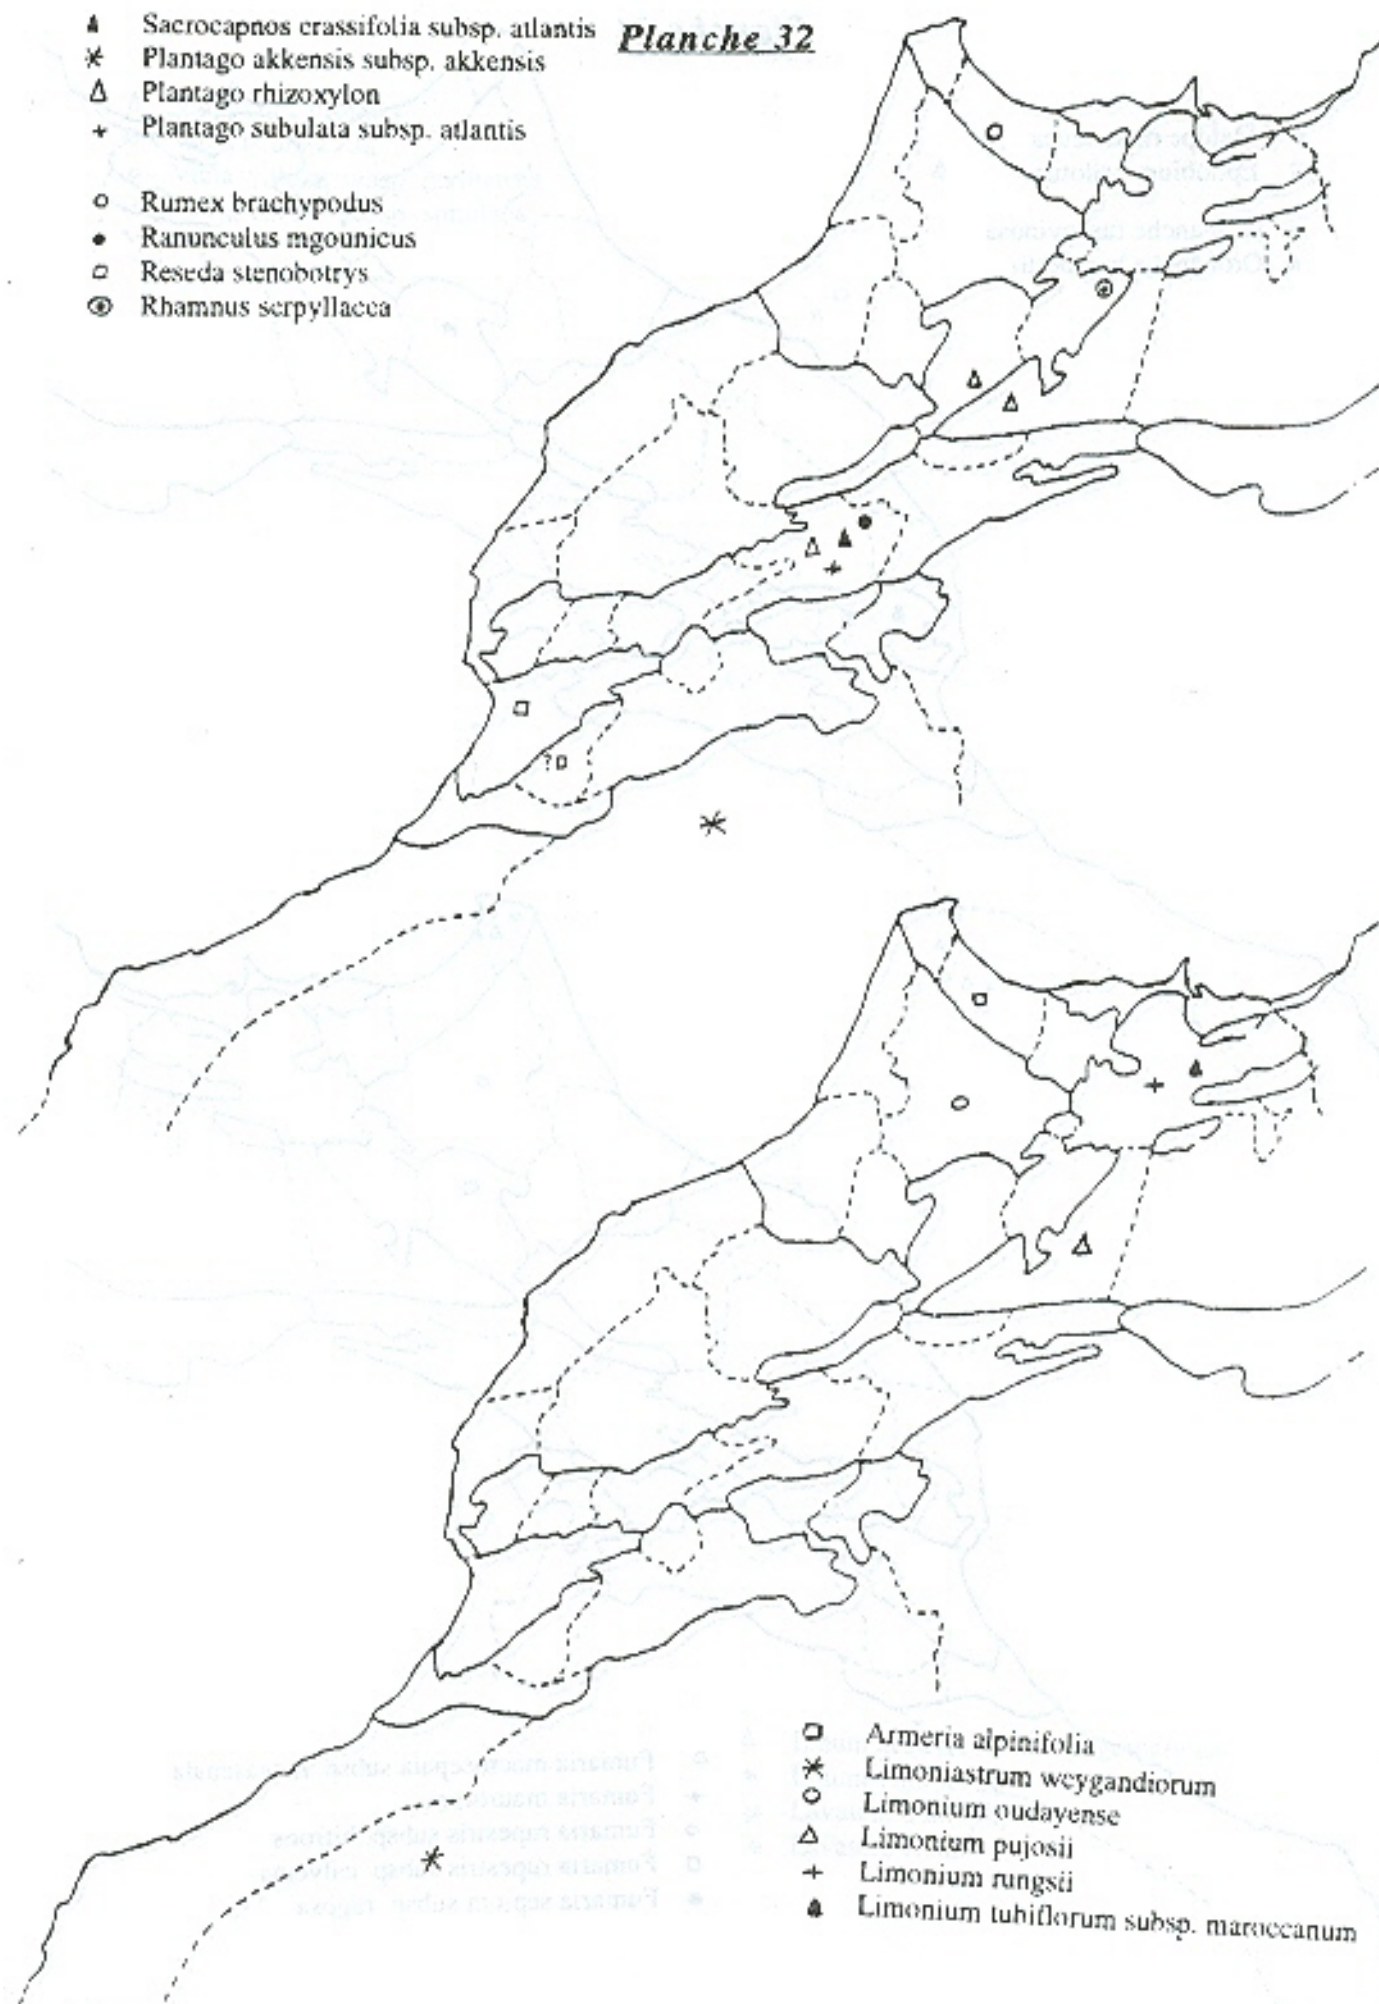 Planche 32
Sacrocapnos crassifolia subsp. atlantis
Plantago akkensis subsp. akkensis
Plantago rhizoxylon
Plantago subulata subsp. atlantis
Rumex brachypodus
Ranunculus mgounicus
Reseda stenobotrys
Rhamnus serpyllacea
?
Armeria alpinifolia
Limoniastrum weygandiorum
Limonium oudayense
Limonium pujosii
Limonium rungsii
Limonium tubiflorum subsp. maroccanum